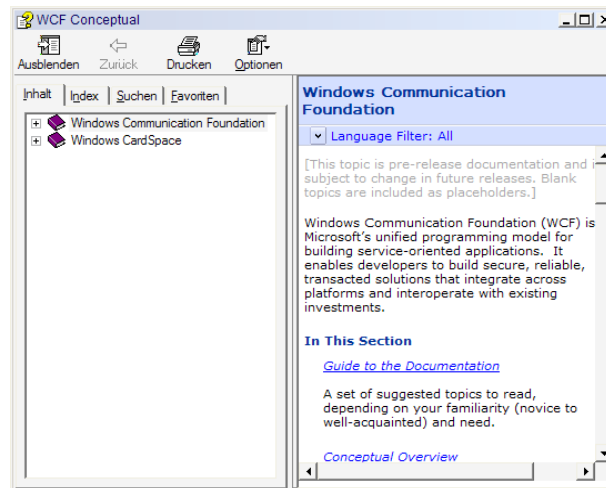 WCF Conceptual
Ausblenden Zurück Drucken Optionen
Inhalt Index Suchen Favoriten
Windows Communication Foundation
Windows CardSpace
Windows Communication
Foundation
Language Filter: All
[This topic is pre-release documentation and i
subject to change in future releases. Blank
topics are included as placeholders.]
Windows Communication Foundation (WCF) is
Microsoft's unified programming model for
building service-oriented applications. It
enables developers to build secure, reliable,
transacted solutions that integrate across
platforms and interoperate with existing
investments.
In This Section
Guide to the Documentation
A set of suggested topics to read,
depending on your familiarity (novice to
well-acquainted) and need.
Conceptual Overview